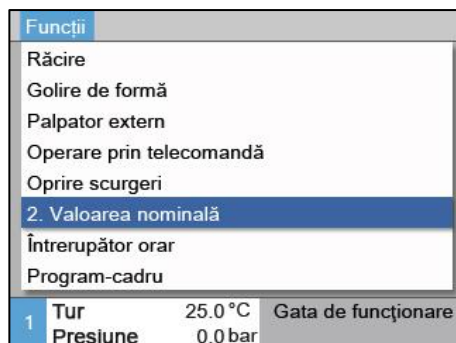 Funcții
Răcire
Golire de formă
Palpator extern
Operare prin telecomandă
Oprire scurgeri
2. Valoarea nominală
Întrerupător orar
Program-cadru
1 Tur 25.0 °C Gata de funcţionare
Presiune 0.0 bar